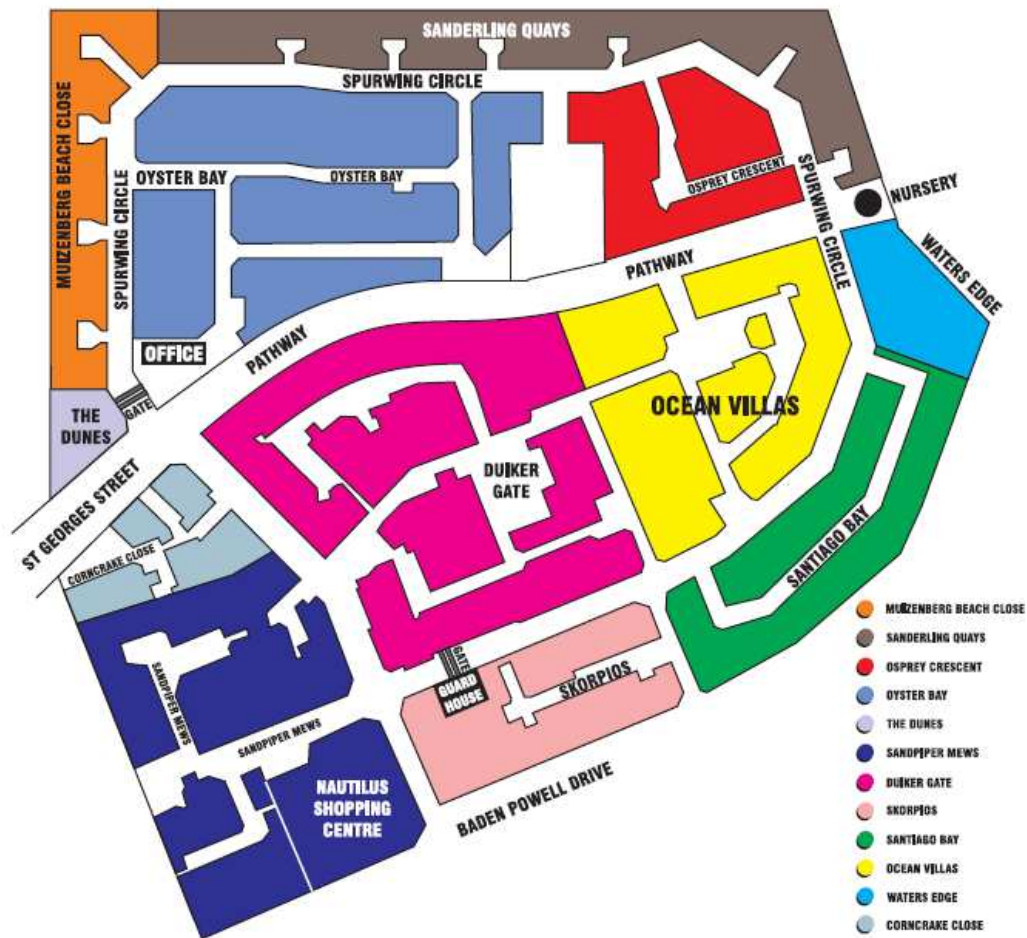 SANDERLING QUAYS
SPURWING CIRCLE
MUIZENBERG BEACH CLOSE
SPURWING CIRCLE
OYSTER BAY
OYSTER BAY
OSPREY CRESCENT
SPURWING CIRCLE
NURSERY
WATERS EDGE
PATHWAY
OFFICE
PATHWAY
GATE
THE
DUNES
OCEAN VILLAS
DUIKER
GATE
ST GEORGES STREET
CORNCRAKE CLOSE
SANTIAGO BAY
SANDPIPER MEWS
GATE
GUARD
HOUSE
SKORPIOS
SANDPIPER MEWS
NAUTILUS
SHOPPING
CENTRE
BADEN POWELL DRIVE
MUIZENBERG BEACH CLOSE
SANDERLING QUAYS
OSPREY CRESCENT
OYSTER BAY
THE DUNES
SANDPIPER MEWS
DUIKER GATE
SKORPIOS
SANTIAGO BAY
OCEAN VILLAS
WATERS EDGE
CORNCRAKE CLOSE